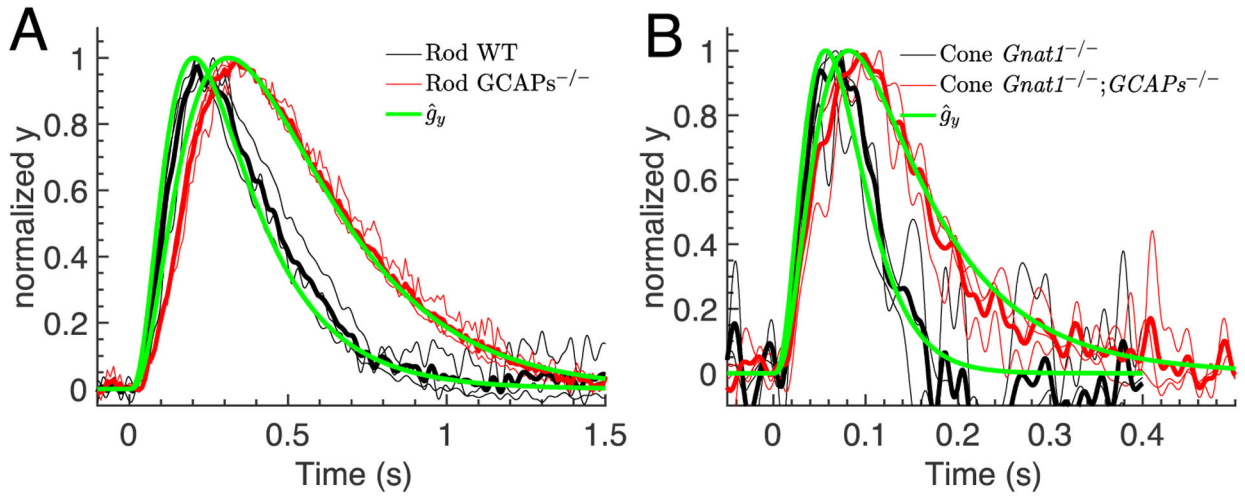 A
Rod WT
Rod GCAPs⁻/⁻
ĝy
1
0.8
0.6
0.4
0.2
0
normalized y
0
0.5
1
1.5
Time (s)
B
Cone Gnat1⁻/⁻
Cone Gnat1⁻/⁻;GCAPs⁻/⁻
ĝy
1
0.8
0.6
0.4
0.2
0
normalized y
0
0.1
0.2
0.3
0.4
Time (s)